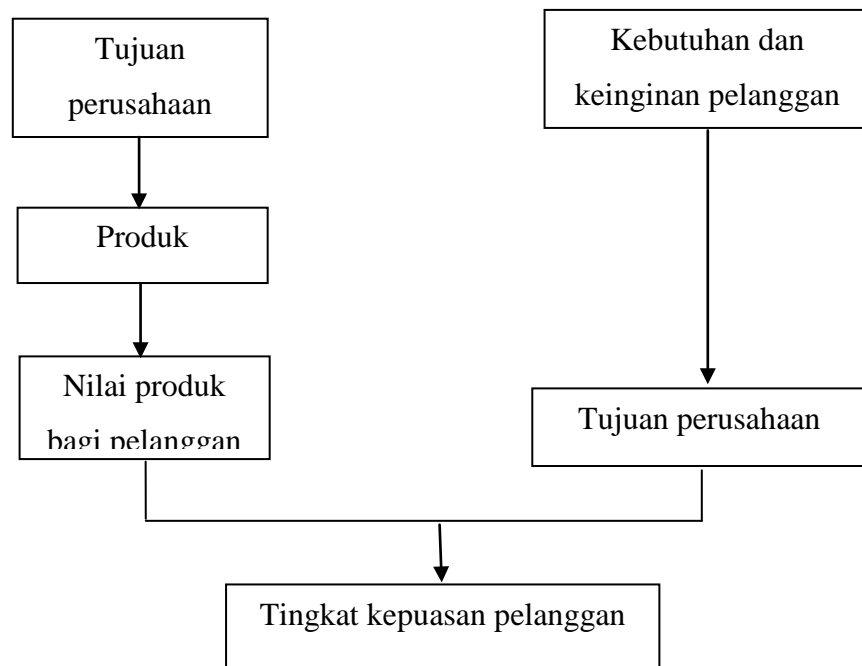 Tujuan
perusahaan
Kebutuhan dan
keinginan pelanggan
Produk
Nilai produk
bagi pelanggan
Tujuan perusahaan
Tingkat kepuasan pelanggan